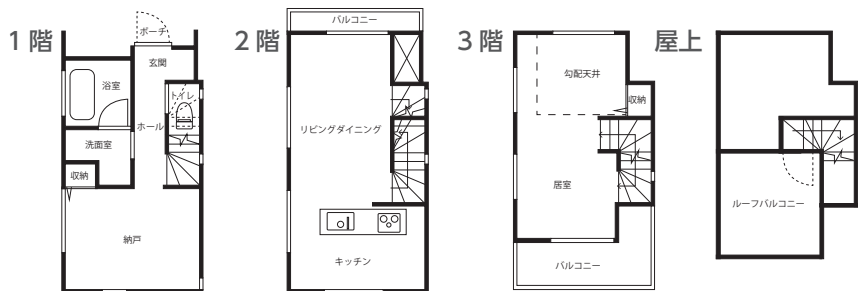 1階
ポーチ
玄関
浴室
トイレ
ホール
洗面室
収納
納戸
2階
バルコニー
リビングダイニング
キッチン
3階
勾配天井
収納
居室
バルコニー
屋上
ルーフバルコニー